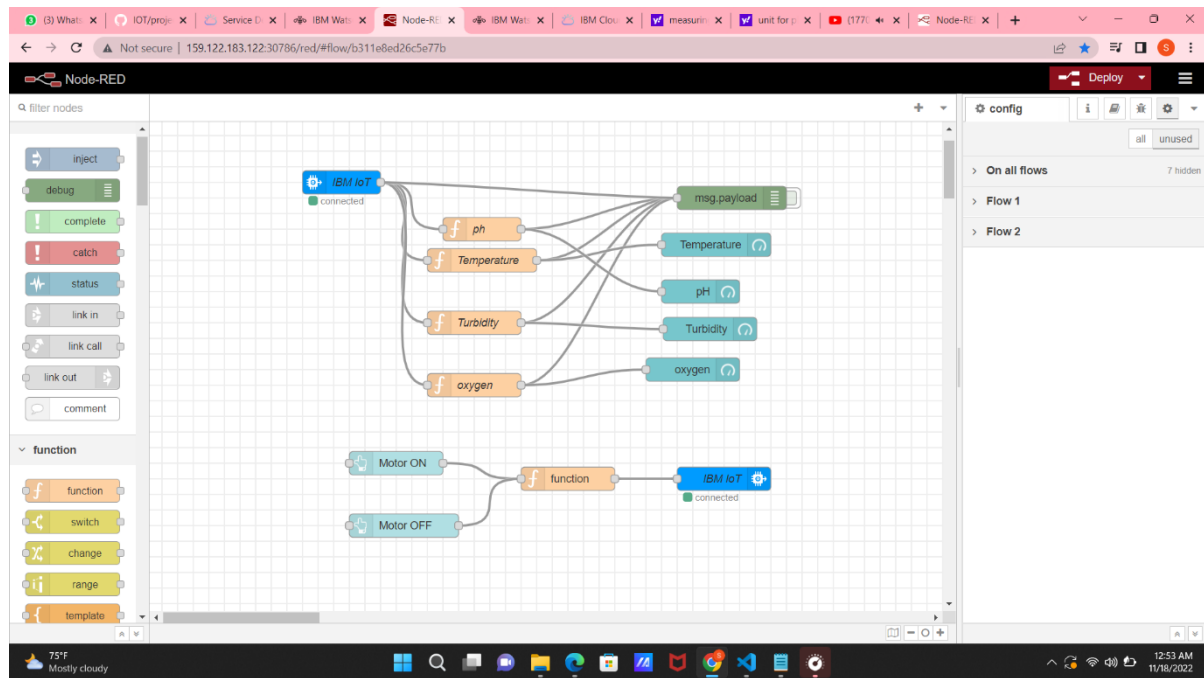 (3) Whats
IOT/proje
Service D
IBM Wat
Node-RE
IBM Wat
IBM Clou
measurin
unit for p
(177(
Node-RE
Not secure | 159.122.183.122:30786/red/#flow/b311e8ed26c5e77b
S
Node-RED
Deploy
filter nodes
inject
debug
complete
catch
status
link in
link call
link out
comment
function
function
switch
change
range
template
IBM IoT
connected
ph
Temperature
Turbidity
oxygen
msg.payload
Temperature
pH
Turbidity
oxygen
Motor ON
Motor OFF
function
IBM IoT
connected
config
all
unused
On all flows
7 hidden
Flow 1
Flow 2
75°F
Mostly cloudy
12:53 AM
11/18/2022